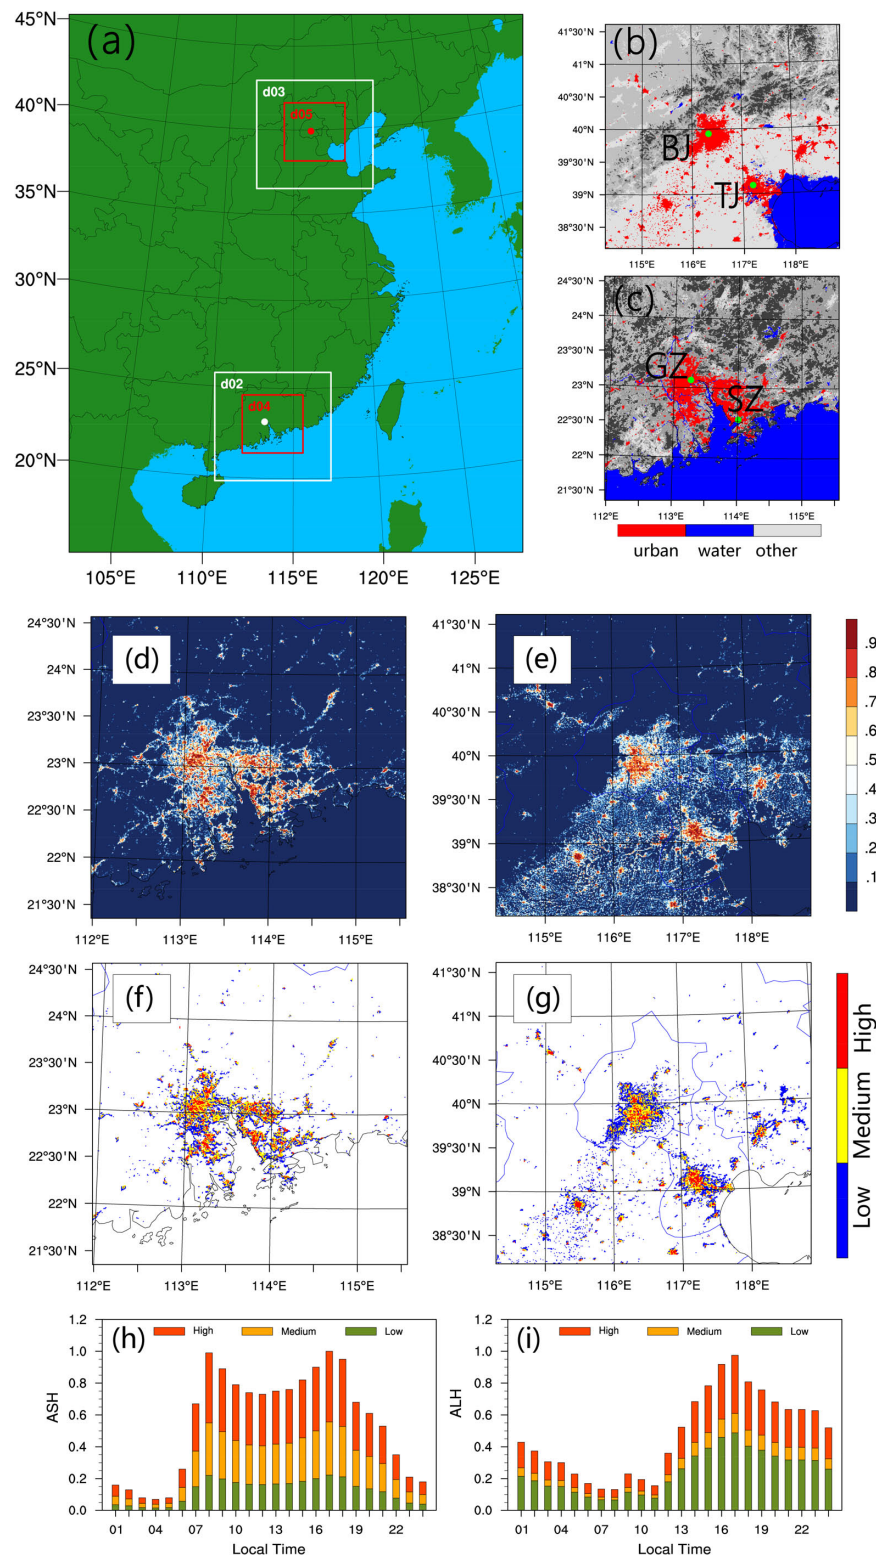 (a)
45°N
40°N
35°N
30°N
25°N
20°N
105°E 110°E 115°E 120°E 125°E
d03
d05
d02
d04
(b)
41°30'N
41°N
40°30'N
40°N
39°30'N
39°N
38°30'N
115°E 116°E 117°E 118°E
BJ
TJ
(c)
24°30'N
24°N
23°30'N
23°N
22°30'N
22°N
21°30'N
112°E 113°E 114°E 115°E
GZ
SZ
urban water other
(d)
24°30'N
24°N
23°30'N
23°N
22°30'N
22°N
21°30'N
112°E 113°E 114°E 115°E
(e)
41°30'N
41°N
40°30'N
40°N
39°30'N
39°N
38°30'N
115°E 116°E 117°E 118°E
.9
.8
.7
.6
.5
.4
.3
.2
.1
(f)
24°30'N
24°N
23°30'N
23°N
22°30'N
22°N
21°30'N
112°E 113°E 114°E 115°E
(g)
41°30'N
41°N
40°30'N
40°N
39°30'N
39°N
38°30'N
115°E 116°E 117°E 118°E
High
Medium
Low
(h)
High Medium Low
1.2
1.0
0.8
0.6
0.4
0.2
0.0
ASH
01 04 07 10 13 16 19 22
Local Time
(i)
High Medium Low
1.2
1.0
0.8
0.6
0.4
0.2
0.0
ALH
01 04 07 10 13 16 19 22
Local Time